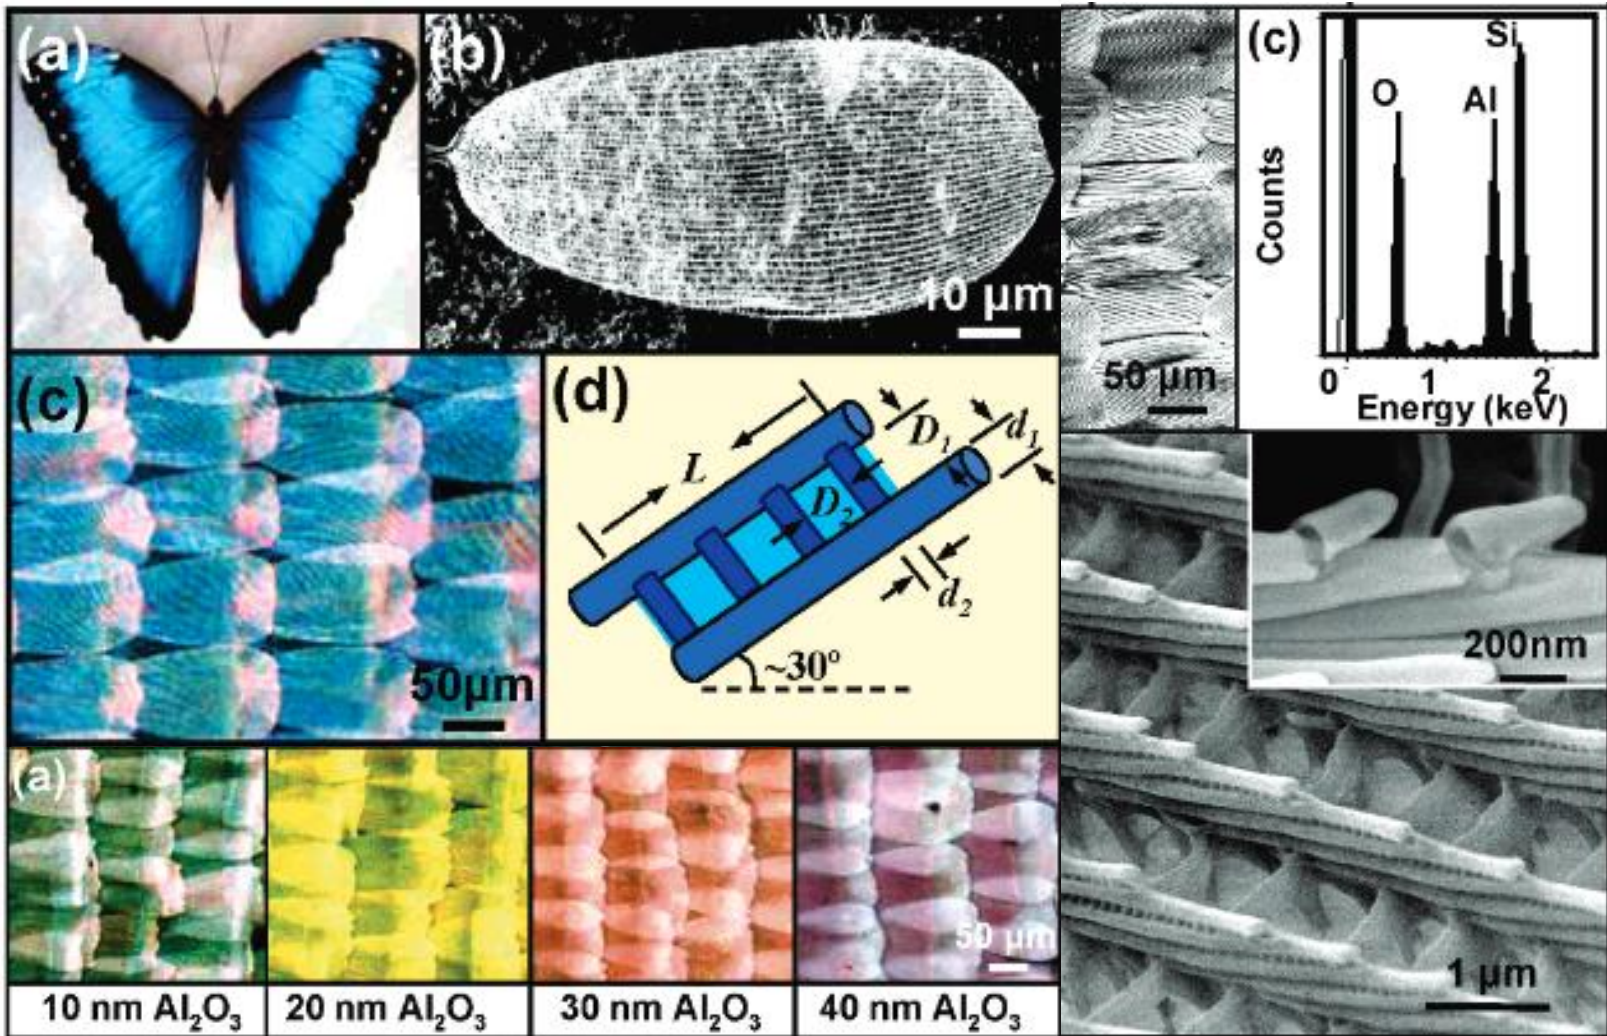 (a)
(b)
10 µm
50 µm
(c)
Si
O
Al
Counts
0
1
2
Energy (keV)
(c)
50µm
(d)
L
D₁
d₁
D₂
d₂
~30°
200nm
1 µm
(a)
50 µm
10 nm Al₂O₃
20 nm Al₂O₃
30 nm Al₂O₃
40 nm Al₂O₃